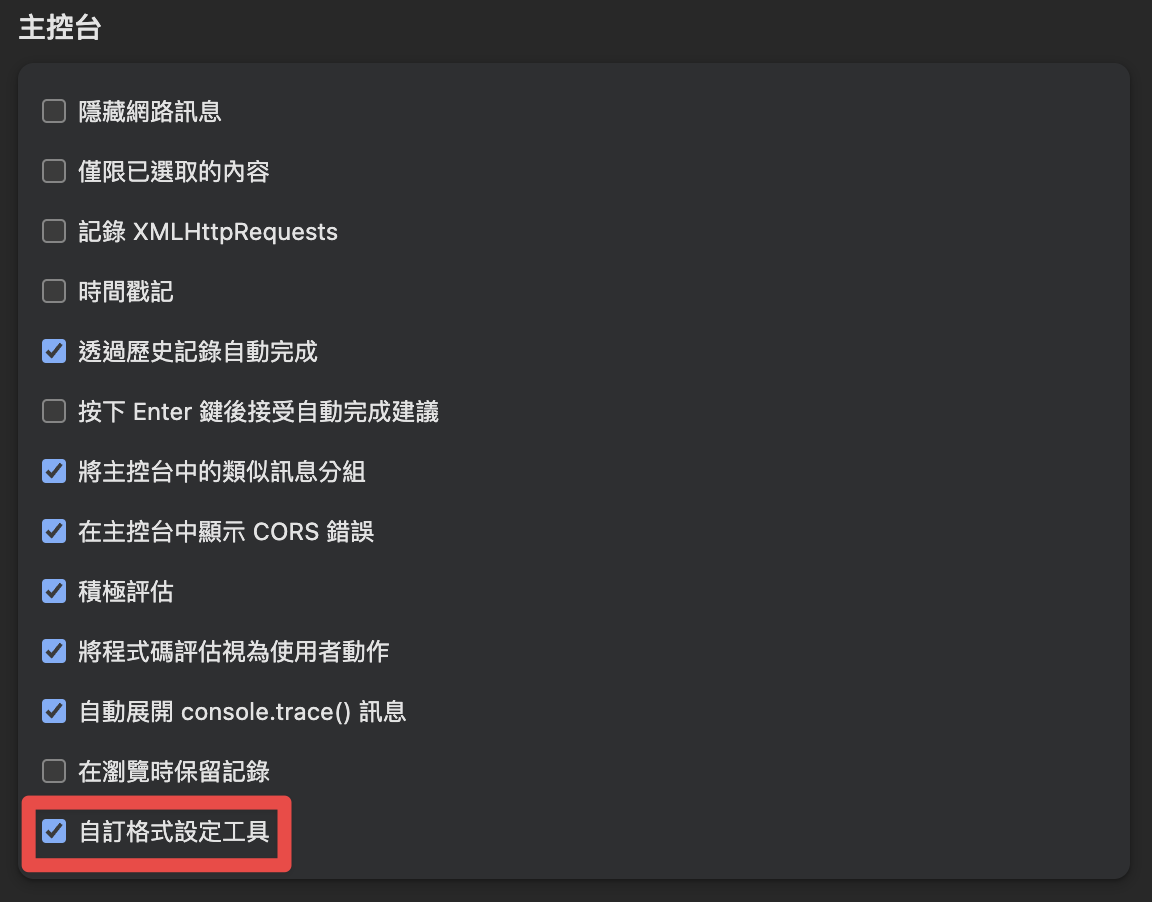 主控台
隱藏網路訊息
僅限已選取的內容
記錄 XMLHttpRequests
時間戳記
透過歷史記錄自動完成
按下 Enter 鍵後接受自動完成建議
將主控台中的類似訊息分組
在主控台中顯示 CORS 錯誤
積極評估
將程式碼評估視為使用者動作
自動展開 console.trace() 訊息
在瀏覽時保留記錄
自訂格式設定工具